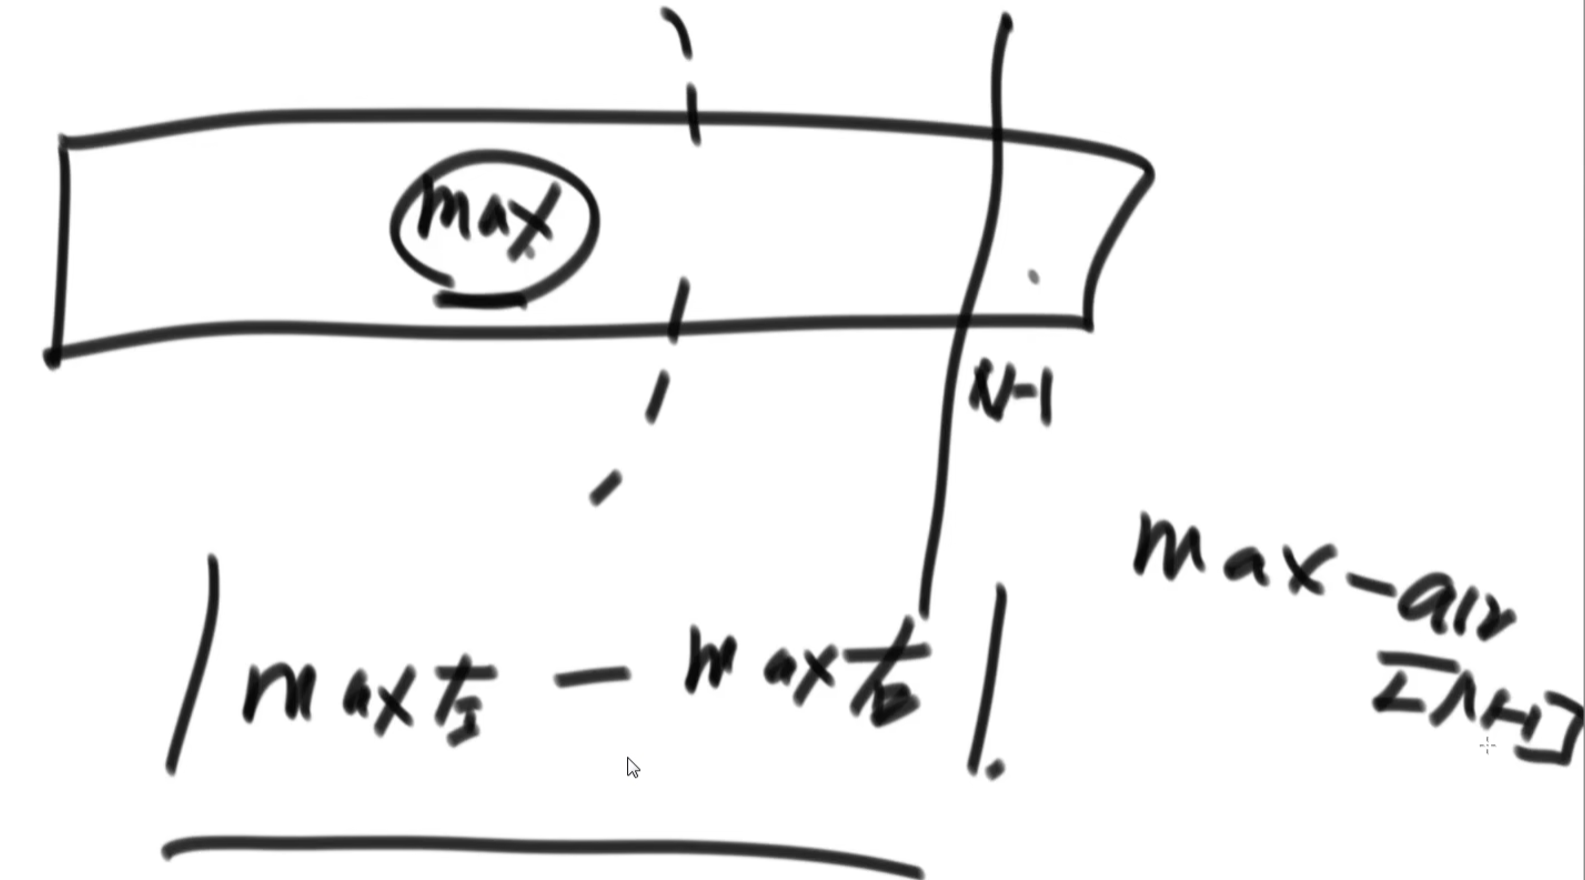 max
N-1
max - arr
[N-1]
|max左 - max右|.